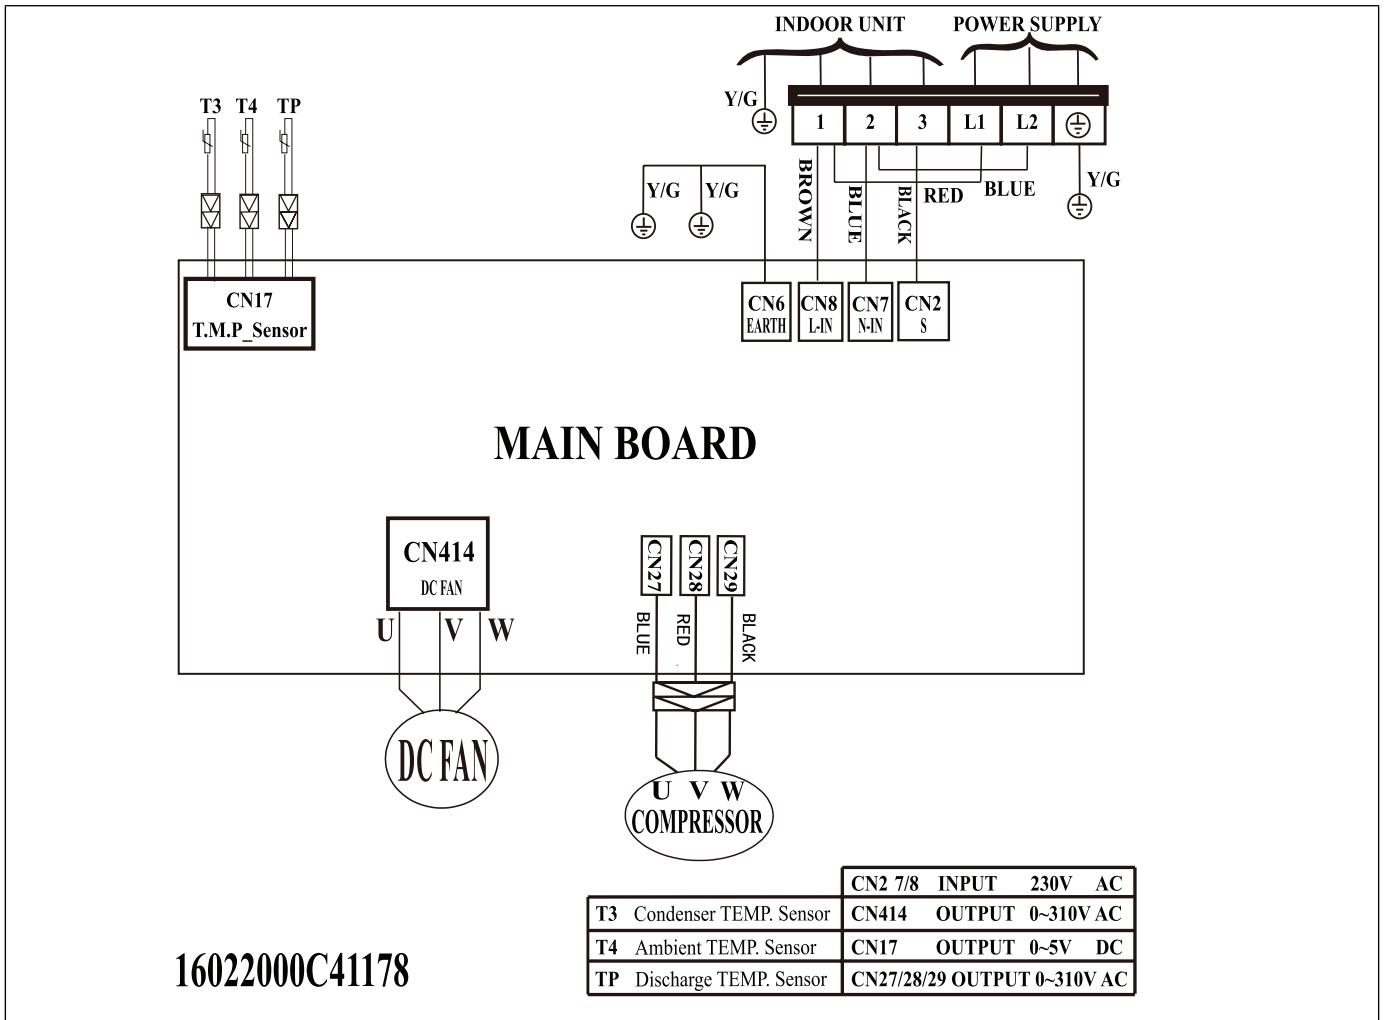 INDOOR UNIT POWER SUPPLY
T3 T4 TP
Y/G
1 2 3 L1 L2
BROWN
BLUE
BLACK
RED
BLUE
Y/G
Y/G Y/G
CN17
T.M.P_Sensor
CN6
EARTH
CN8
L-IN
CN7
N-IN
CN2
S
MAIN BOARD
CN414
DC FAN
U V W
DC FAN
CN27
CN28
CN29
BLUE
RED
BLACK
U V W
COMPRESSOR
CN2 7/8 INPUT 230V AC
T3 Condenser TEMP. Sensor CN414 OUTPUT 0~310V AC
T4 Ambient TEMP. Sensor CN17 OUTPUT 0~5V DC
TP Discharge TEMP. Sensor CN27/28/29 OUTPUT 0~310V AC
16022000C41178